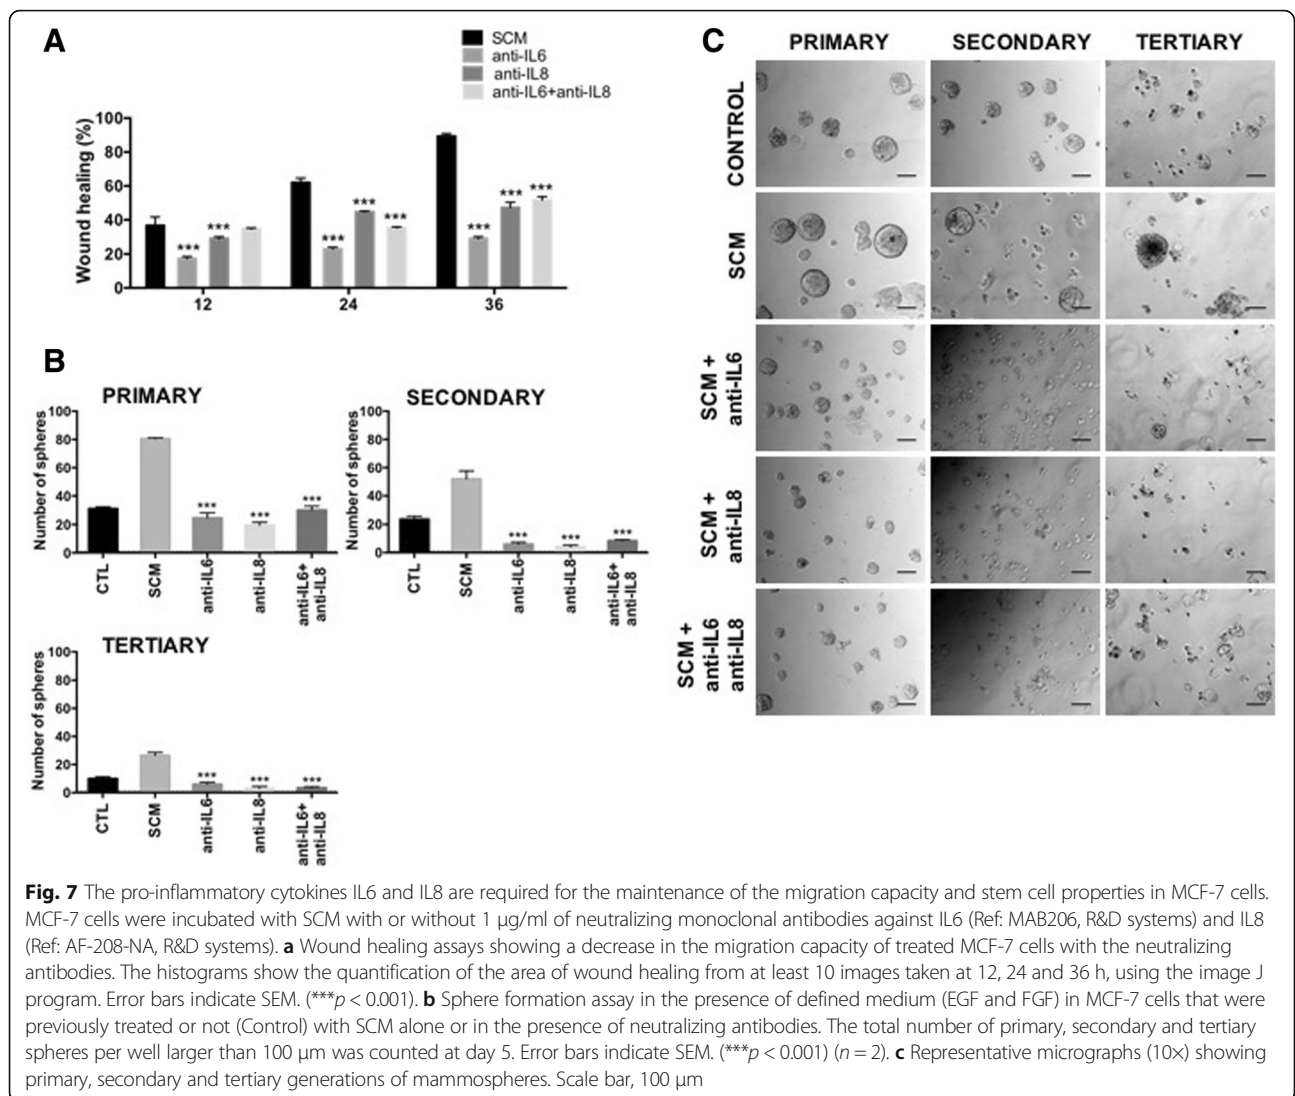 A
SCM
anti-IL6
anti-IL8
anti-IL6+anti-IL8
Wound healing (%)
100
80
60
40
20
0
***
***
***
***
***
***
***
***
12
24
36
B
PRIMARY
Number of spheres
100
80
60
40
20
0
***
***
***
CTL
SCM
anti-IL6
anti-IL8
anti-IL6+
anti-IL8
SECONDARY
Number of spheres
100
80
60
40
20
0
***
***
***
CTL
SCM
anti-IL6
anti-IL8
anti-IL6+
anti-IL8
TERTIARY
Number of spheres
100
80
60
40
20
0
***
***
***
CTL
SCM
anti-IL6
anti-IL8
anti-IL6+
anti-IL8
C
PRIMARY
SECONDARY
TERTIARY
CONTROL
SCM
SCM +
anti-IL6
SCM +
anti-IL8
SCM +
anti-IL6
anti-IL8
Fig. 7 The pro-inflammatory cytokines IL6 and IL8 are required for the maintenance of the migration capacity and stem cell properties in MCF-7 cells.
MCF-7 cells were incubated with SCM with or without 1 μg/ml of neutralizing monoclonal antibodies against IL6 (Ref: MAB206, R&D systems) and IL8
(Ref: AF-208-NA, R&D systems). a Wound healing assays showing a decrease in the migration capacity of treated MCF-7 cells with the neutralizing
antibodies. The histograms show the quantification of the area of wound healing from at least 10 images taken at 12, 24 and 36 h, using the image J
program. Error bars indicate SEM. (***p < 0.001). b Sphere formation assay in the presence of defined medium (EGF and FGF) in MCF-7 cells that were
previously treated or not (Control) with SCM alone or in the presence of neutralizing antibodies. The total number of primary, secondary and tertiary
spheres per well larger than 100 μm was counted at day 5. Error bars indicate SEM. (***p < 0.001) (n = 2). c Representative micrographs (10×) showing
primary, secondary and tertiary generations of mammospheres. Scale bar, 100 μm